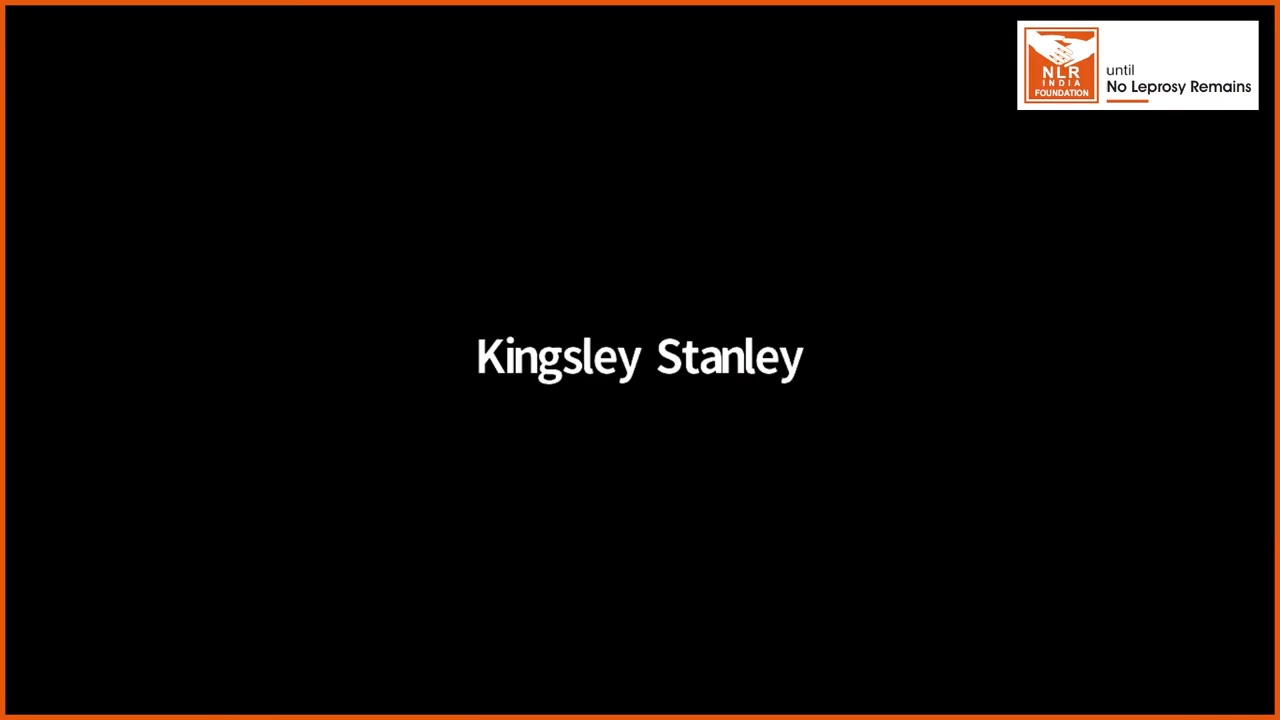 NLR
INDIA
FOUNDATION
until
No Leprosy Remains
Kingsley Stanley